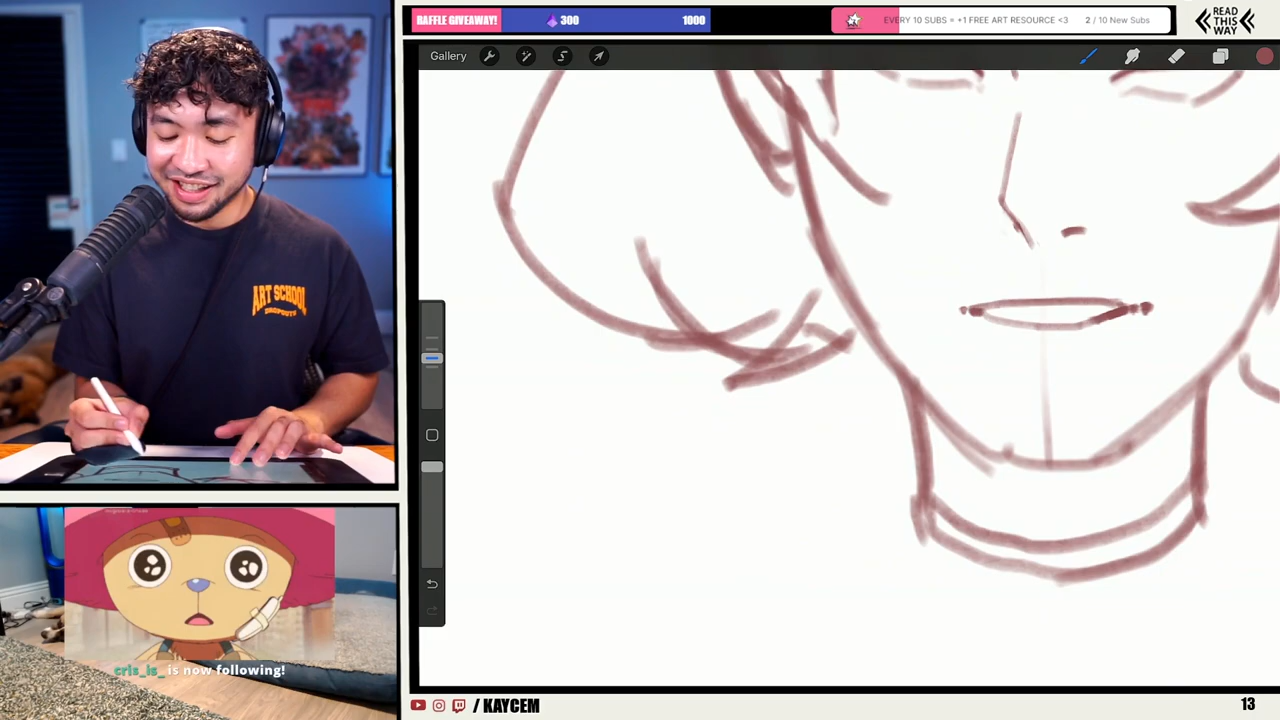 RAFFLE GIVEAWAY!
300
1000
EVERY 10 SUBS = +1 FREE ART RESOURCE <3
2 / 10 New Subs
READ
THIS
WAY
Gallery
ART SCHOOL
DROPOUTS
cris_is_ is now following!
/ KAYCEM
13